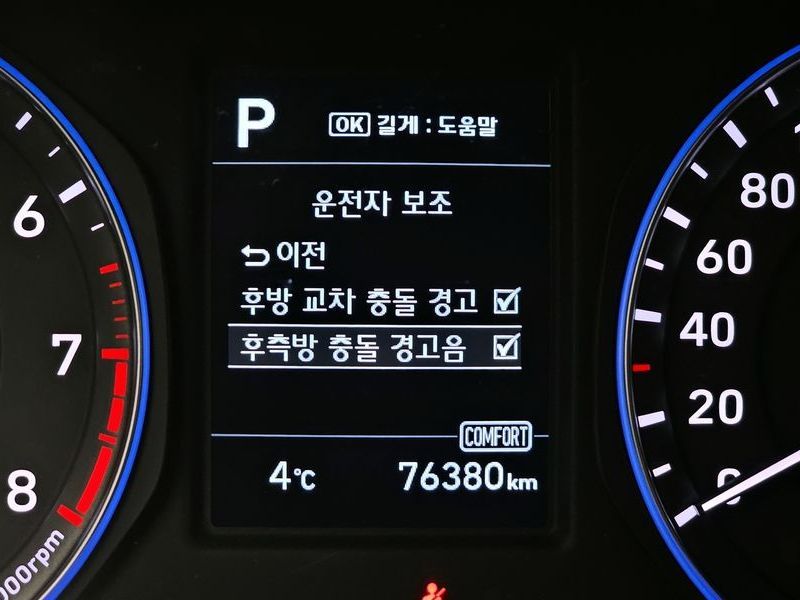 P
OK 길게 : 도움말
운전자 보조
이전
후방 교차 충돌 경고
후측방 충돌 경고음
COMFORT
4℃ 76380km
6
7
8
000rpm
80
60
40
20
0